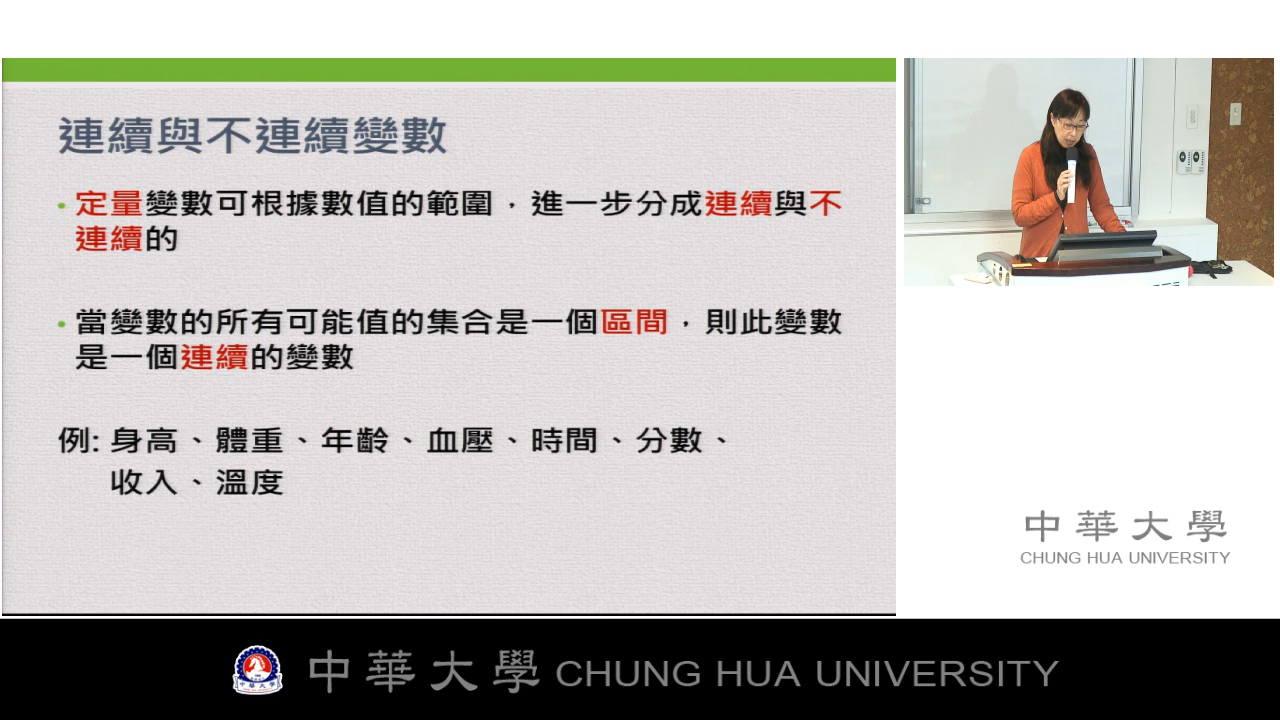 連續與不連續變數
• 定量變數可根據數值的範圍，進一步分成連續與不
連續的
• 當變數的所有可能值的集合是一個區間，則此變數
是一個連續的變數
例: 身高、體重、年齡、血壓、時間、分數、
收入、溫度
中華大學
CHUNG HUA UNIVERSITY
中華大學 CHUNG HUA UNIVERSITY